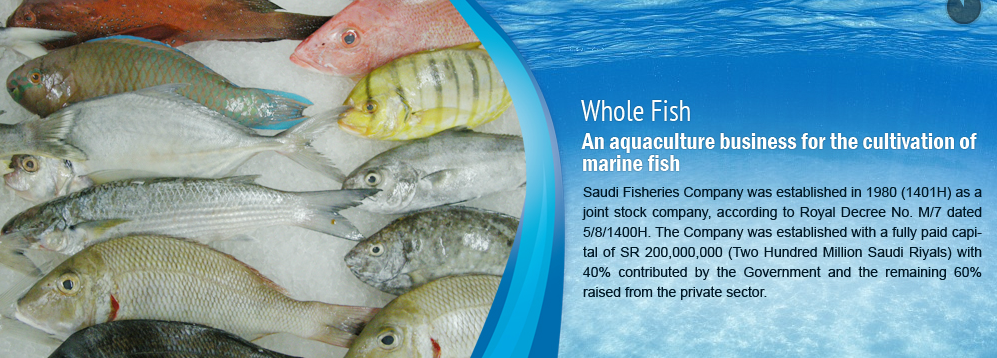 Whole Fish
An aquaculture business for the cultivation of
marine fish
Saudi Fisheries Company was established in 1980 (1401H) as a
joint stock company, according to Royal Decree No. M/7 dated
5/8/1400H. The Company was established with a fully paid capi-
tal of SR 200,000,000 (Two Hundred Million Saudi Riyals) with
40% contributed by the Government and the remaining 60%
raised from the private sector.